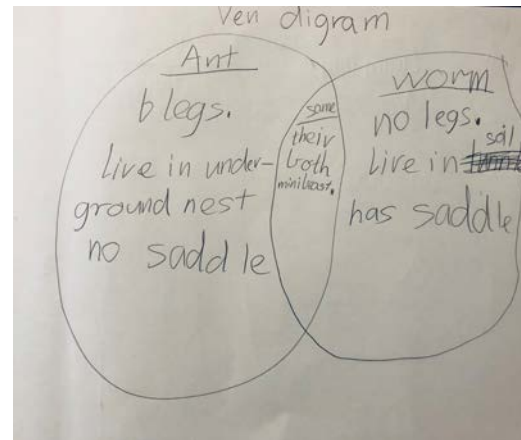 Ven digram
Ant
6 legs.
live in under-
ground nest
no saddle
same
their
both
minibeast.
worm
no legs.
soil
Live in
has saddle